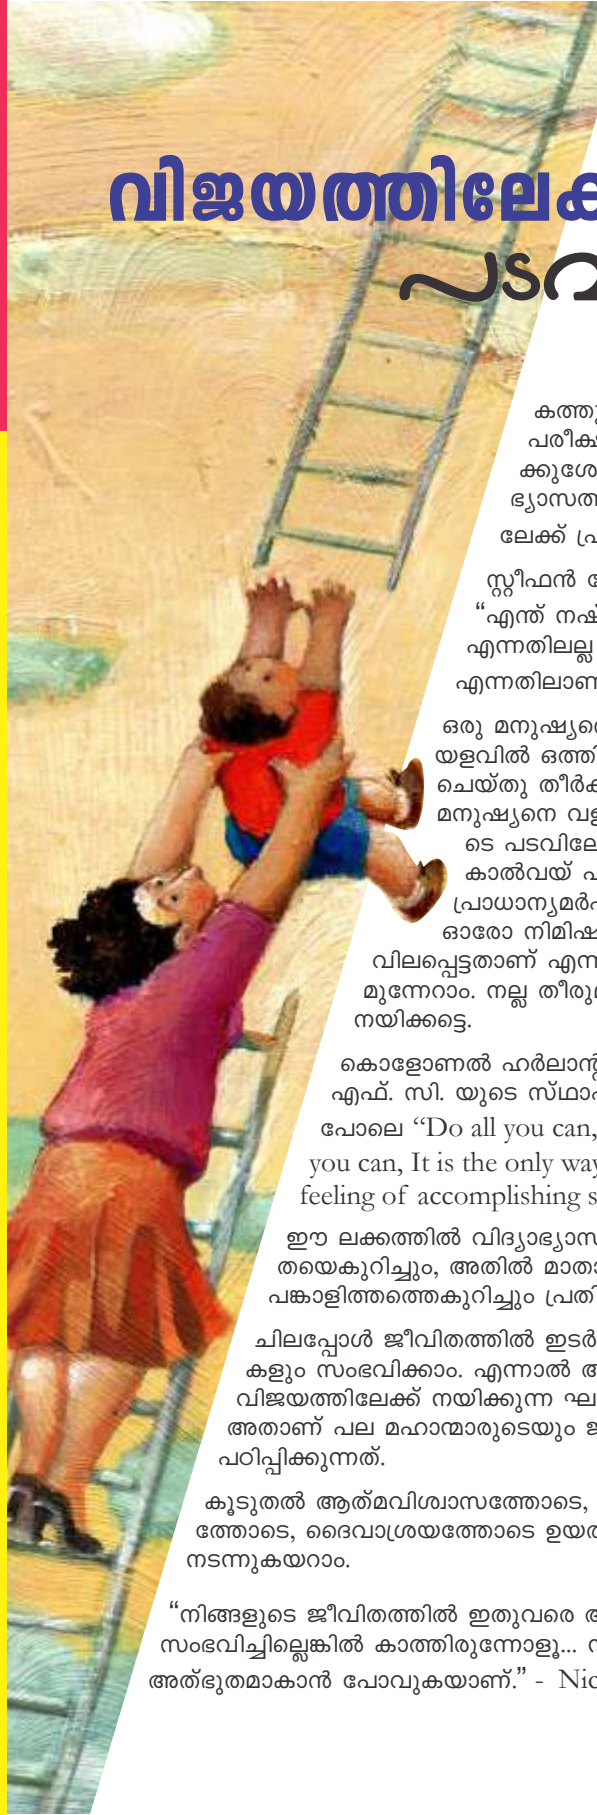 വിജയത്തിലേക്
പടവ
കത്തു
പരീക്ഷ
ക്കുശേ
ഭ്യാസത്ത
ലേക്ക് പ്ര
സ്റ്റീഫൻ
“എന്ത് നഷ്
എന്നതിലല്ല
എന്നതിലാണ
ഒരു മനുഷ്യന്റെ
യളവിൽ ഒത്തി
ചെയ്തു തീർക്ക
മനുഷ്യനെ വള
ടെ പടവിലേ
കാൽവയ് പ
പ്രാധാന്യമർഹ
ഓരോ നിമിഷ
വിലപ്പെട്ടതാണ് എന്ന
മുന്നേറാം. നല്ല തീരുമ
നയിക്കട്ടെ.
കൊളോണൽ ഹർലാന്റ
എഫ്. സി. യുടെ സ്ഥാപ
പോലെ “Do all you can,
you can, It is the only way
feeling of accomplishing s
ഈ ലക്കത്തിൽ വിദ്യാഭ്യാസ
തയെകുറിച്ചും, അതിൽ മാതാ
പങ്കാളിത്തത്തെകുറിച്ചും പ്രതി
ചിലപ്പോൾ ജീവിതത്തിൽ ഇടർ
കളും സംഭവിക്കാം. എന്നാൽ അ
വിജയത്തിലേക്ക് നയിക്കുന്ന ഘ
അതാണ് പല മഹാന്മാരുടെയും ജ
പഠിപ്പിക്കുന്നത്.
കൂടുതൽ ആത്മവിശ്വാസത്തോടെ,
ത്തോടെ, ദൈവാശ്രയത്തോടെ ഉയര
നടന്നുകയറാം.
“നിങ്ങളുടെ ജീവിതത്തിൽ ഇതുവരെ അ
സംഭവിച്ചില്ലെങ്കിൽ കാത്തിരുന്നോളൂ... ന
അത്ഭുതമാകാൻ പോവുകയാണ്.” - Nic